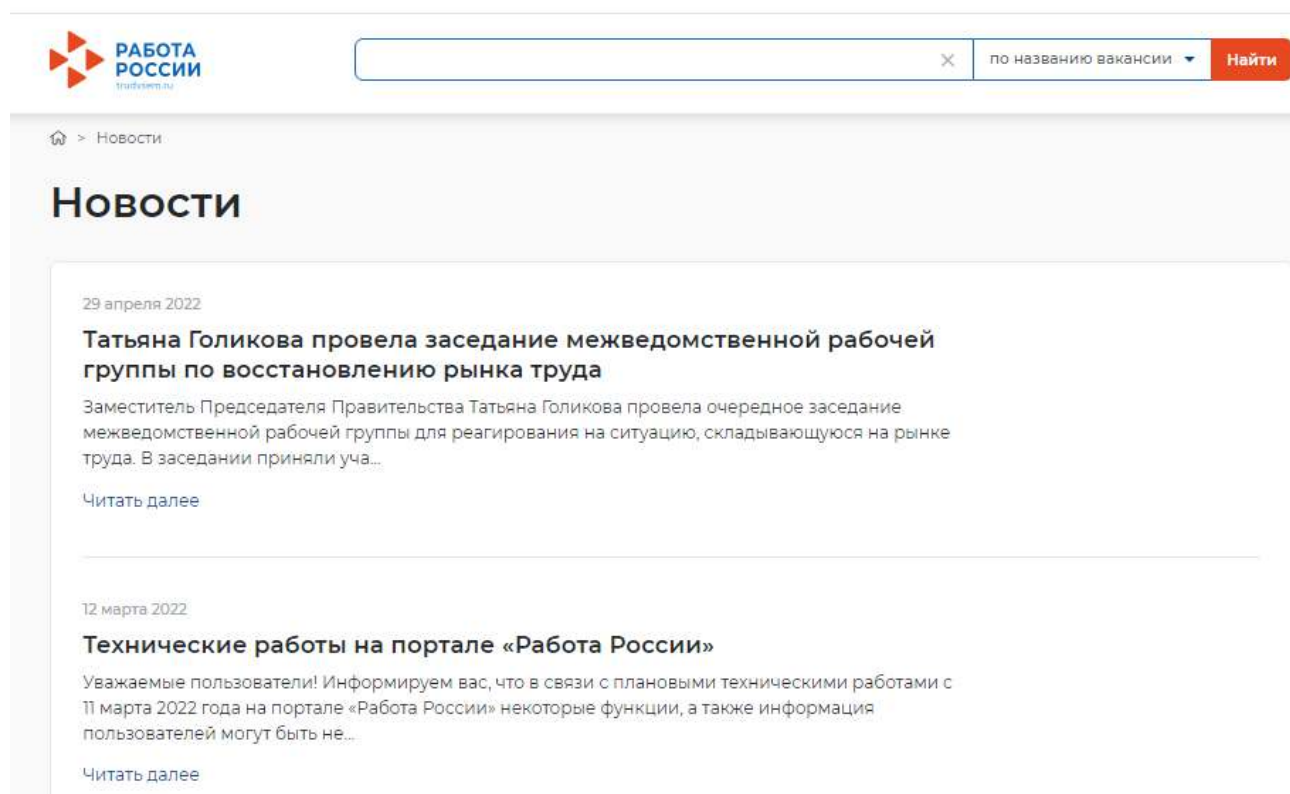 РАБОТА
РОССИИ
trudvsem.ru
по названию вакансии
Найти
> Новости
Новости
29 апреля 2022
Татьяна Голикова провела заседание межведомственной рабочей
группы по восстановлению рынка труда
Заместитель Председателя Правительства Татьяна Голикова провела очередное заседание
межведомственной рабочей группы для реагирования на ситуацию, складывающуюся на рынке
труда. В заседании приняли уча...
Читать далее
12 марта 2022
Технические работы на портале «Работа России»
Уважаемые пользователи! Информируем вас, что в связи с плановыми техническими работами с
11 марта 2022 года на портале «Работа России» некоторые функции, а также информация
пользователей могут быть не...
Читать далее